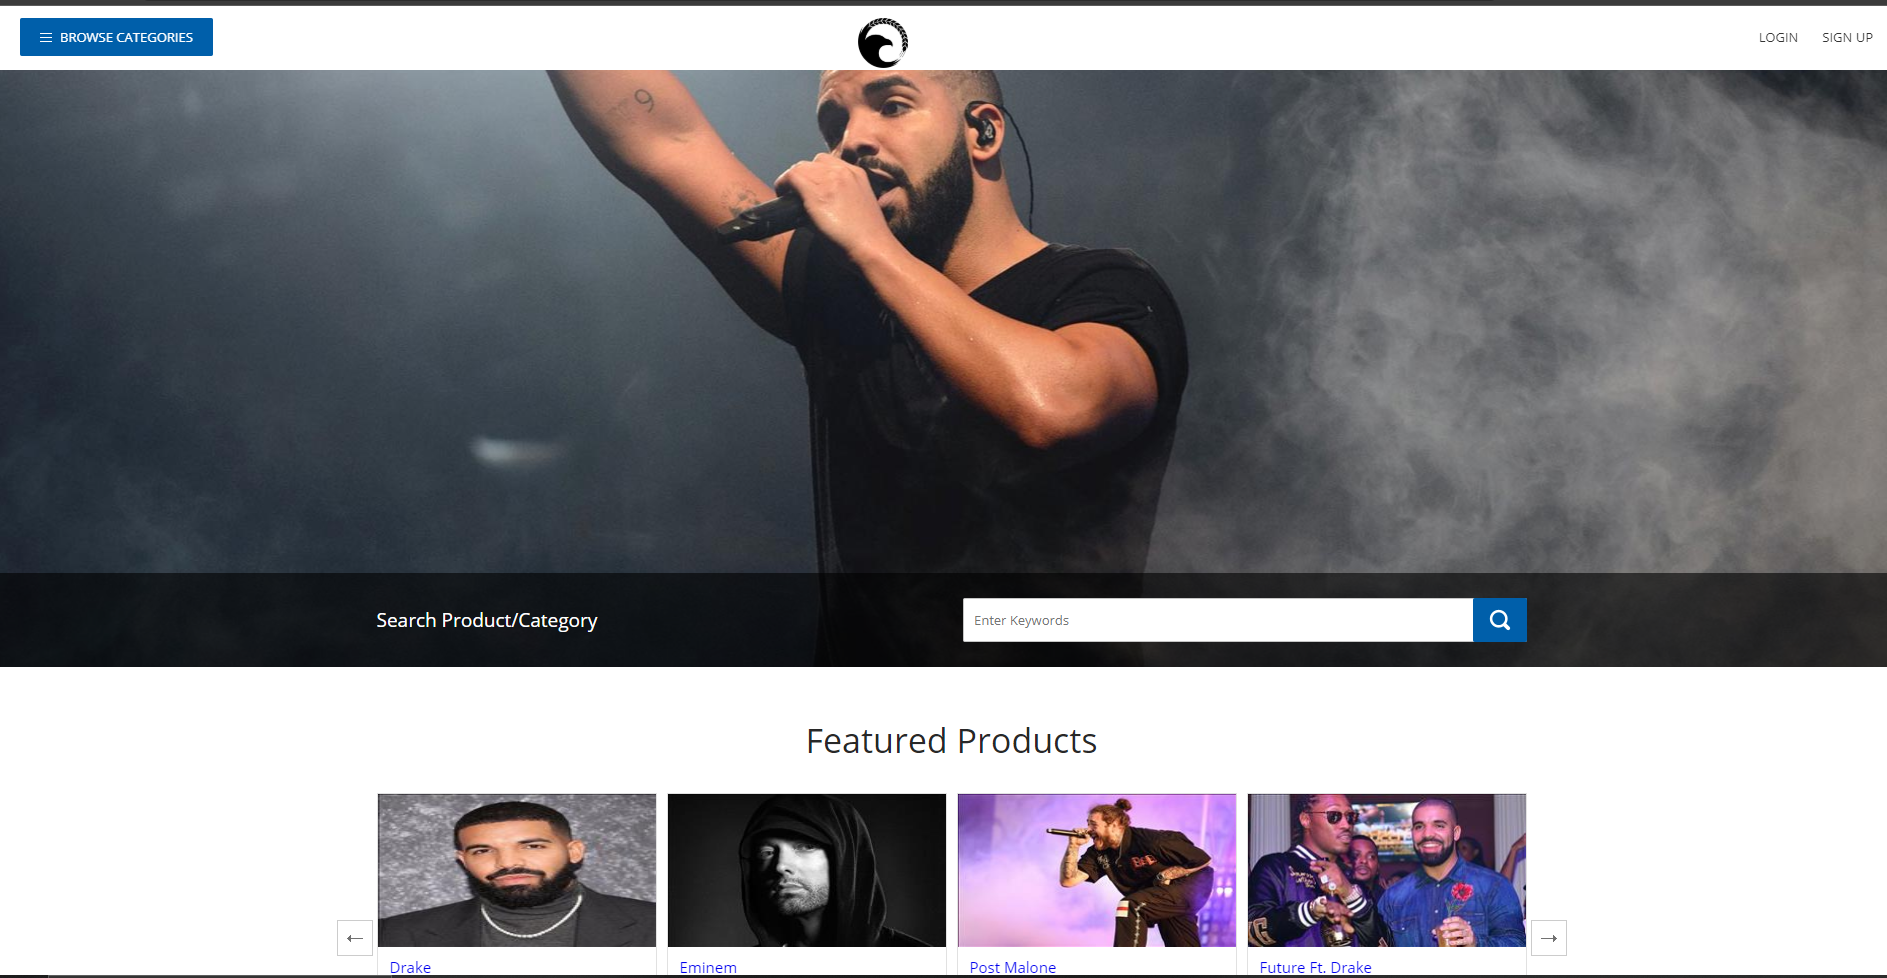 BROWSE CATEGORIES
LOGIN
SIGN UP
9
Search Product/Category
Enter Keywords
Featured Products
Drake
Eminem
Post Malone
Future Ft. Drake